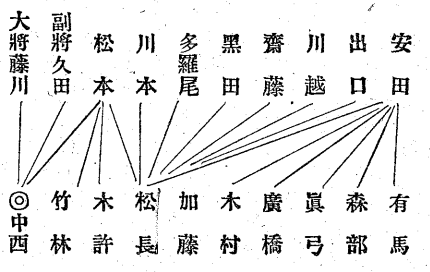 安田
出口
川越
齋藤
黑田
多羅尾
川本
松本
副將久田
大將藤川
有馬
森部
眞弓
廣橋
木村
加藤
松長
木許
竹林
◎中西